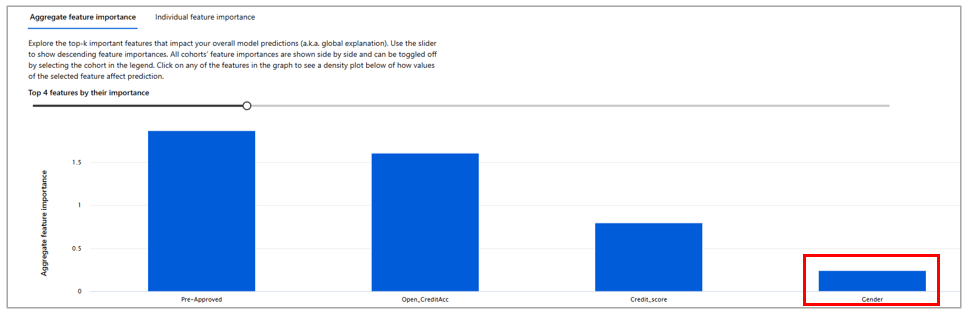 Aggregate feature importance Individual feature importance
Explore the top-k important features that impact your overall model predictions (a.k.a. global explanation). Use the slider
to show descending feature importances. All cohorts' feature importances are shown side by side and can be toggled off
by selecting the cohort in the legend. Click on any of the features in the graph to see a density plot below of how values
of the selected feature affect prediction.
Top 4 features by their importance
Aggregate feature importance
1.5
1
0.5
0
Pre-Approved Open_CreditAcc Credit_score Gender